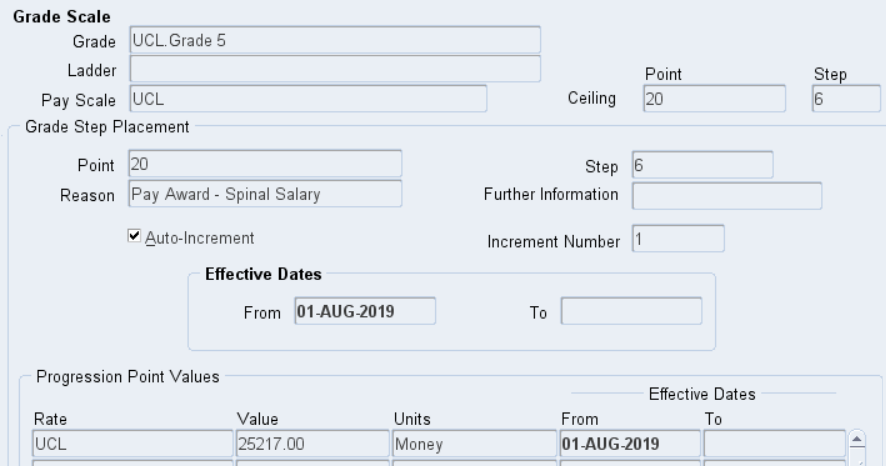 Grade Scale
Grade UCL.Grade 5
Ladder
Point Step
Pay Scale UCL Ceiling 20 6
Grade Step Placement
Point 20 Step 6
Reason Pay Award - Spinal Salary Further Information
Auto-Increment Increment Number 1
Effective Dates
From 01-AUG-2019 To
Progression Point Values
Effective Dates
Rate Value Units From To
UCL 25217.00 Money 01-AUG-2019